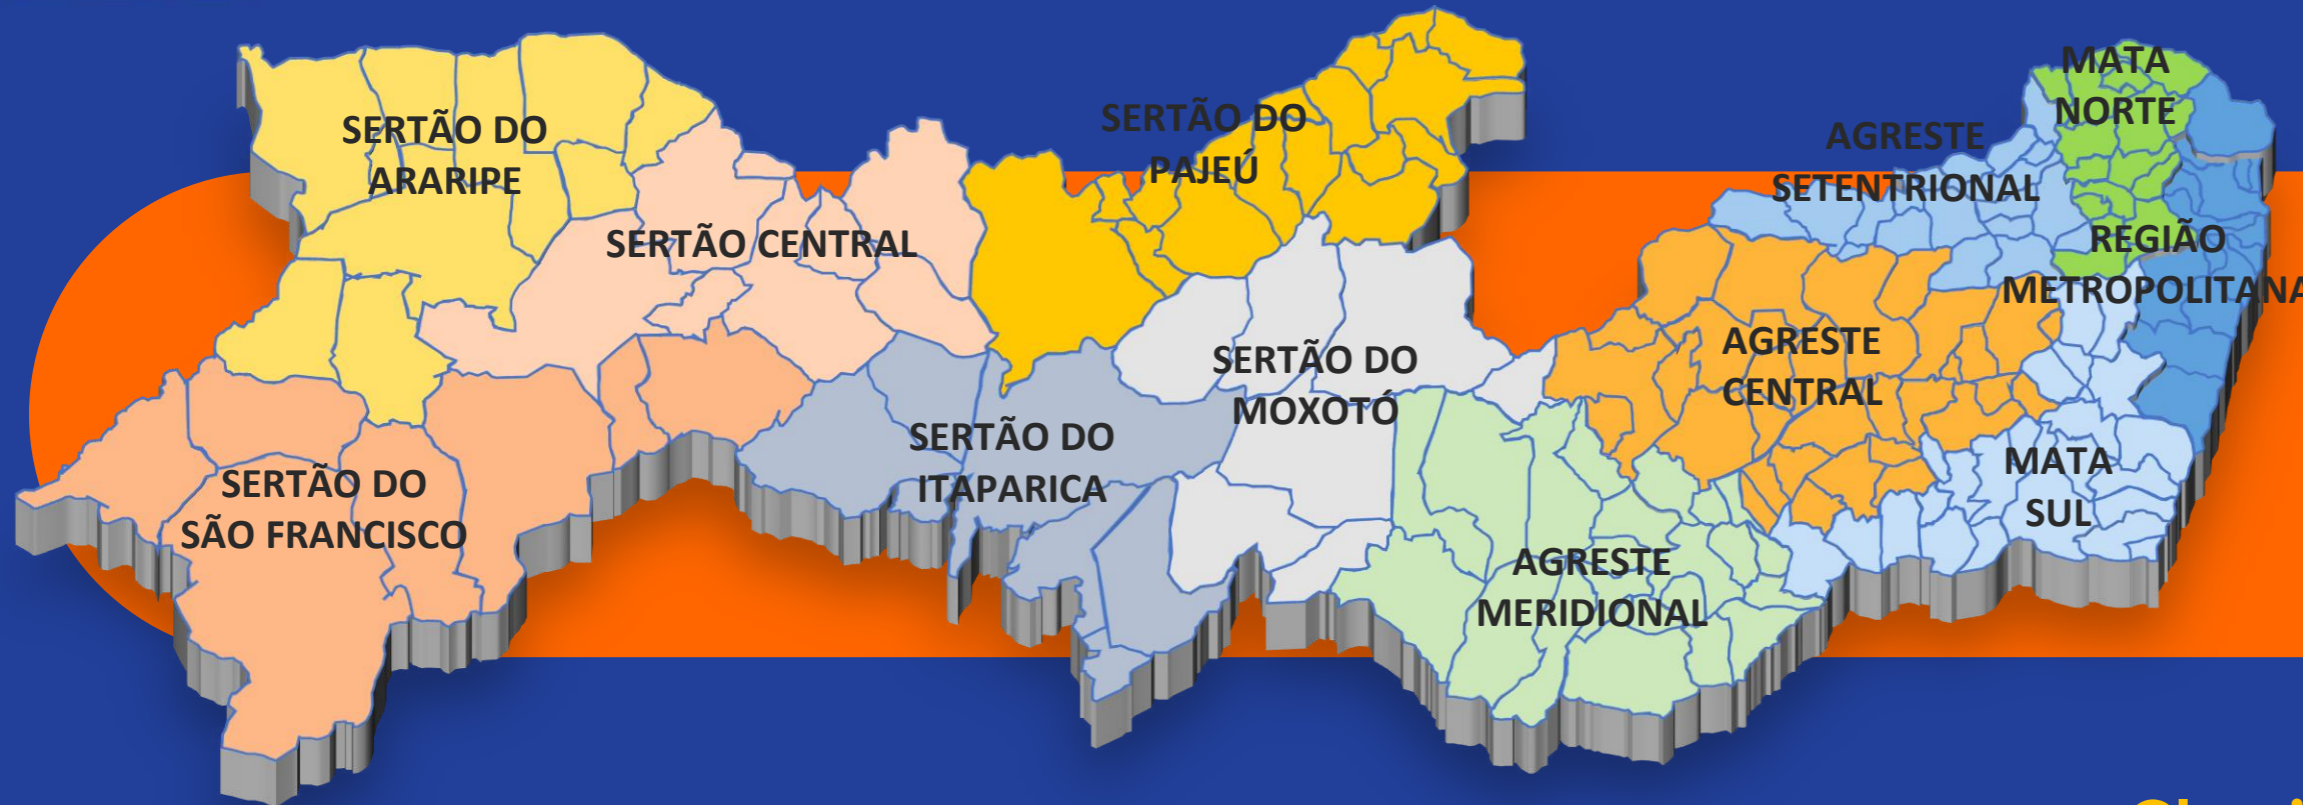 MATA
NORTE
SERTÃO DO
PAJEÚ
SERTÃO DO
ARARIPE
AGRESTE
SETENTRIONAL
SERTÃO CENTRAL
REGIÃO
METROPOLITANA
SERTÃO DO
MOXOTÓ
AGRESTE
CENTRAL
SERTÃO DO
ITAPARICA
SERTÃO DO
SÃO FRANCISCO
MATA
SUL
AGRESTE
MERIDIONAL